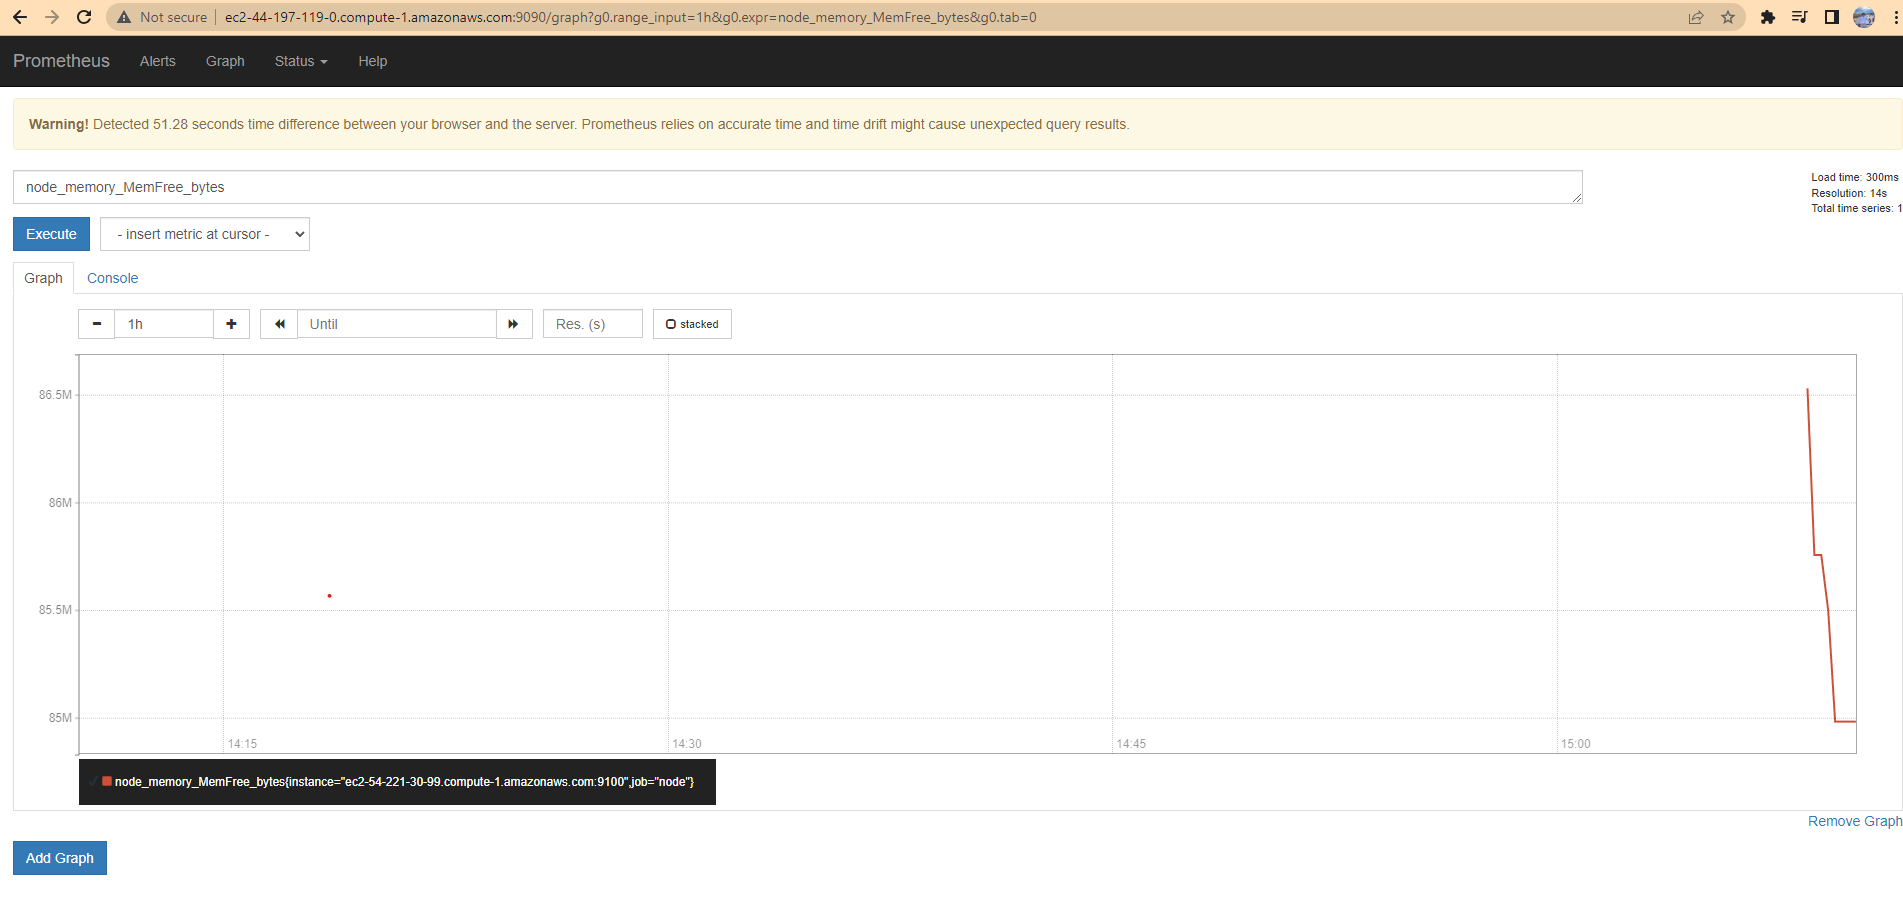 Not secure ec2-44-197-119-0.compute-1.amazonaws.com:9090/graph?g0.range_input=1h&g0.expr=node_memory_MemFree_bytes&g0.tab=0
Prometheus Alerts Graph Status Help
Warning! Detected 51.28 seconds time difference between your browser and the server. Prometheus relies on accurate time and time drift might cause unexpected query results.
node_memory_MemFree_bytes
Load time: 300ms
Resolution: 14s
Total time series: 1
Execute - insert metric at cursor -
Graph Console
1h Until Res. (s) stacked
86.5M
86M
85.5M
85M
14:15 14:30 14:45 15:00
node_memory_MemFree_bytes{instance="ec2-54-221-30-99.compute-1.amazonaws.com:9100",job="node"}
Remove Graph
Add Graph